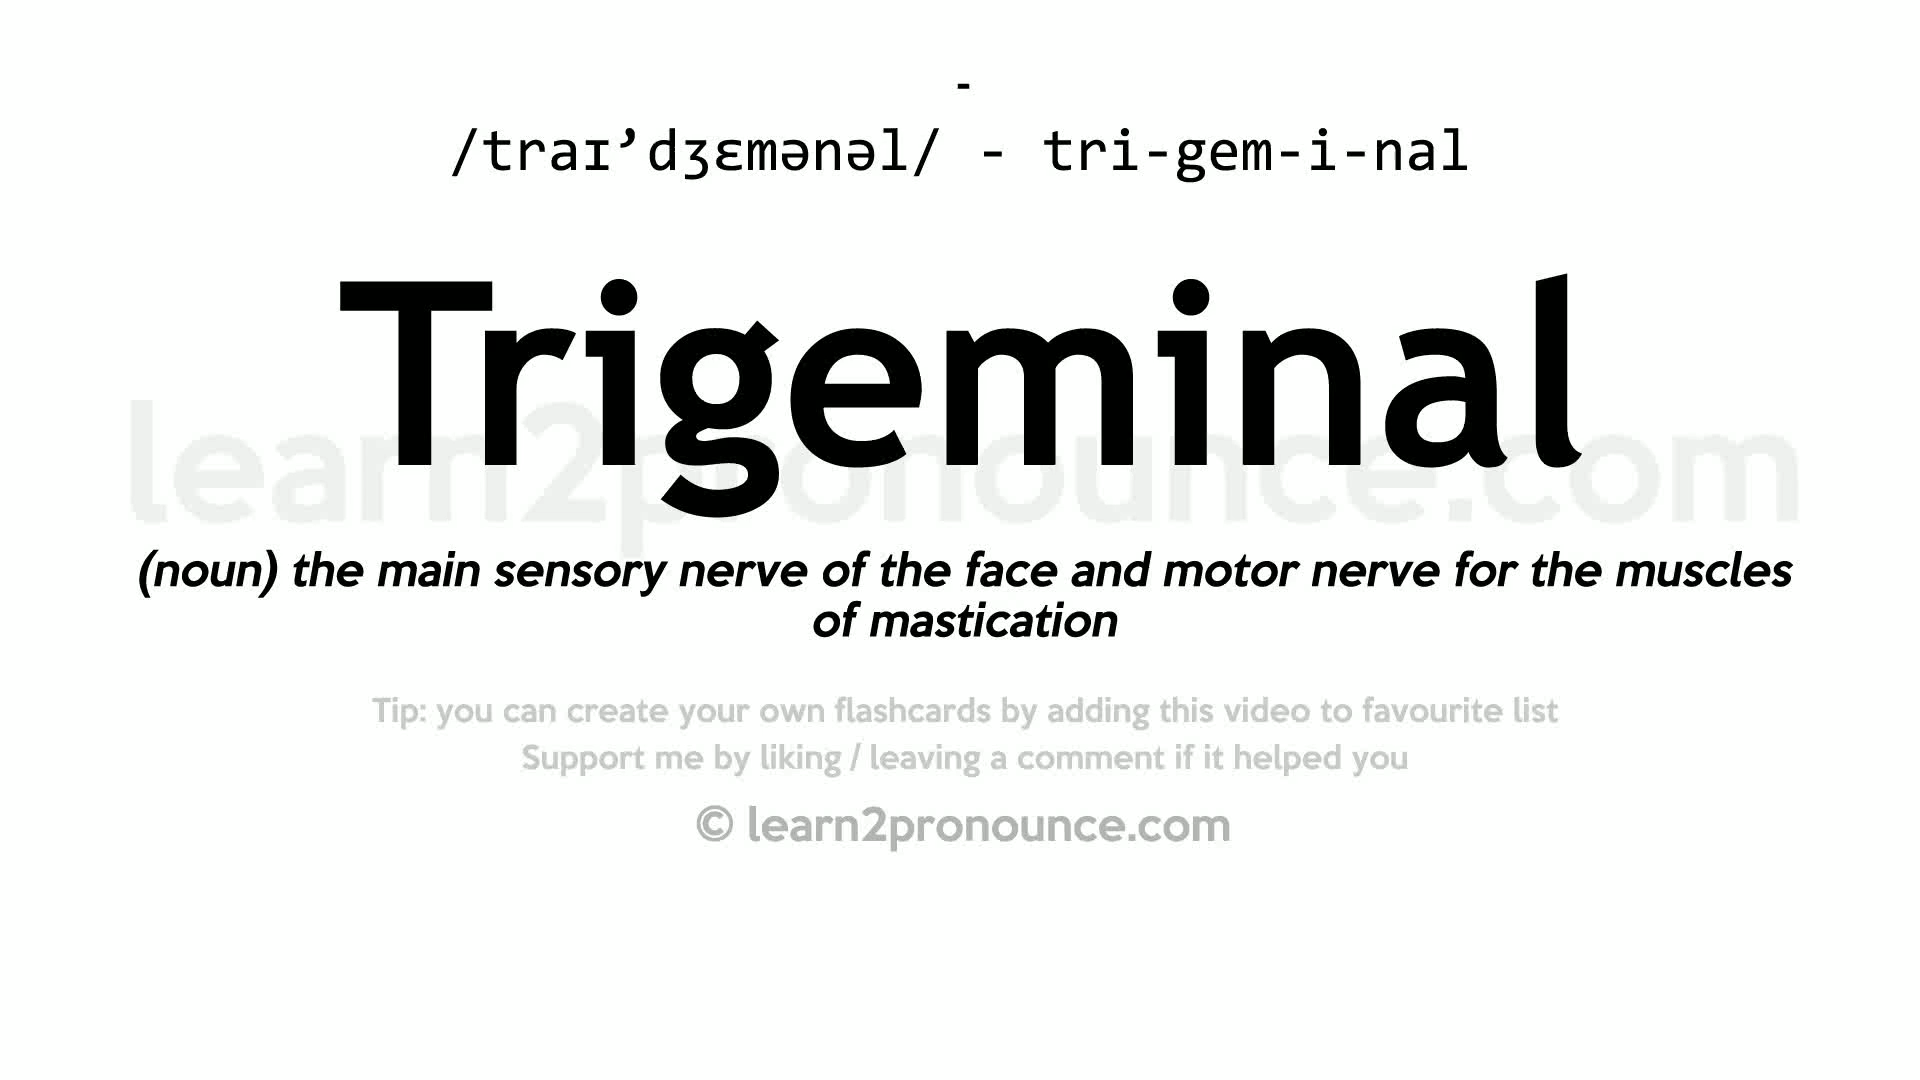 -
/traɪ’dʒɛmənəl/ - tri-gem-i-nal
Trigeminal
learn2pronounce.com
(noun) the main sensory nerve of the face and motor nerve for the muscles
of mastication
Tip: you can create your own flashcards by adding this video to favourite list
Support me by liking / leaving a comment if it helped you
© learn2pronounce.com